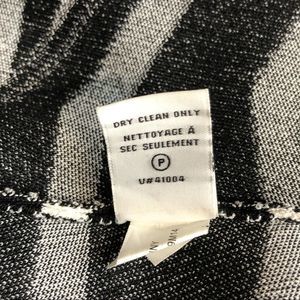 DRY CLEAN ONLY
NETTOYAGE À
SEC SEULEMENT
P
U#41004